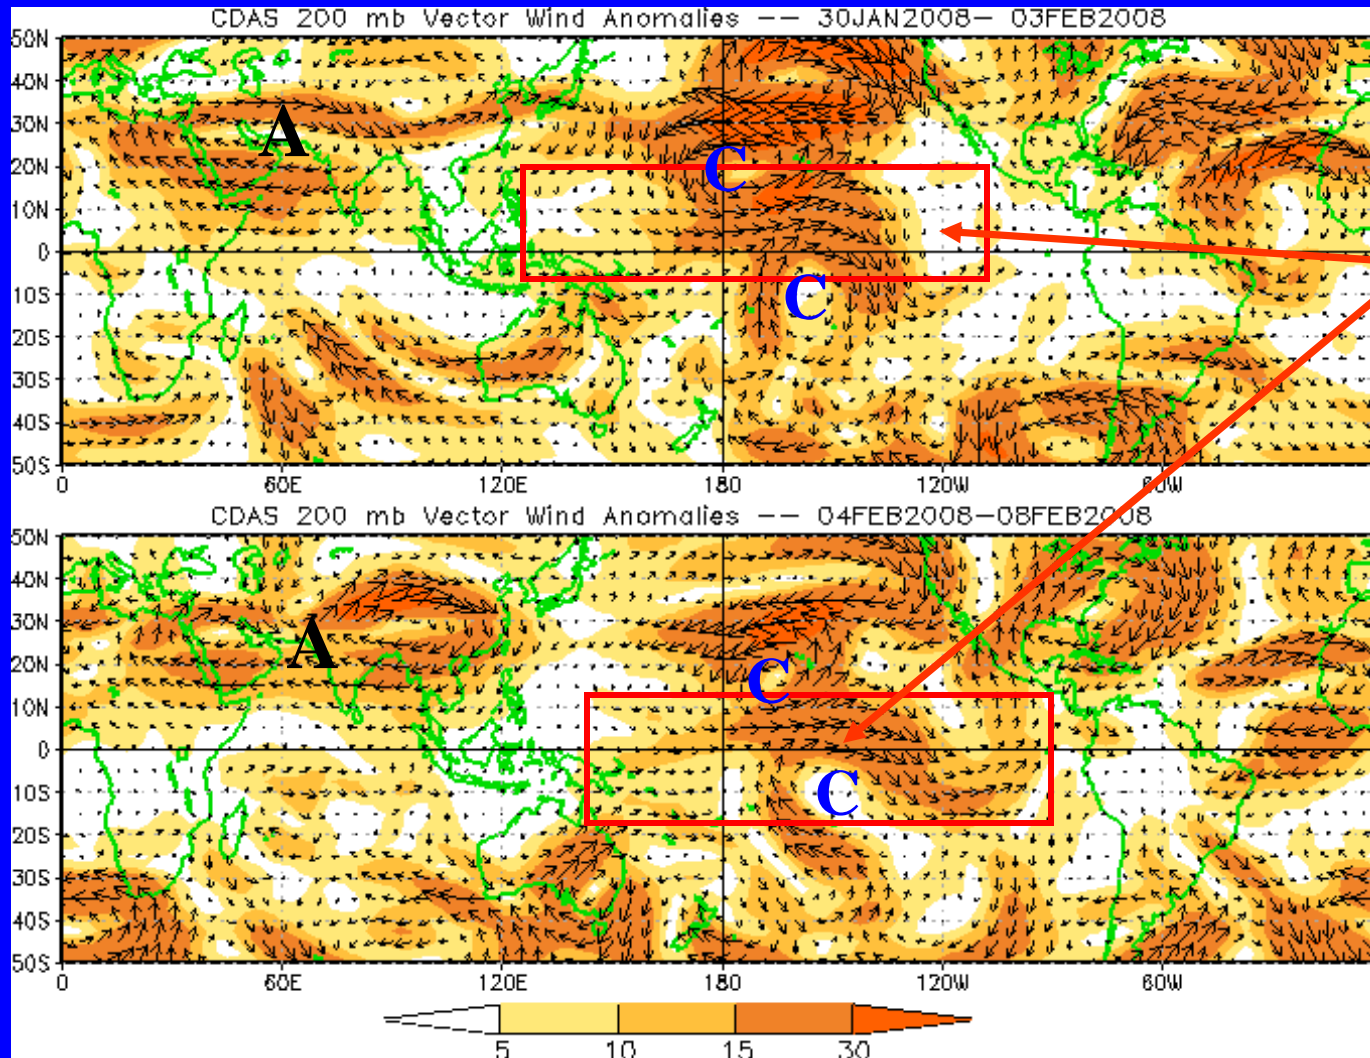 CDAS 200 mb Vector Wind Anomalies -- 30JAN2008- 03FEB2008
50N
40N
30N
20N
10N
0
10S
20S
30S
40S
50S
A
C
C
0 60E 120E 180 120W 60W
CDAS 200 mb Vector Wind Anomalies -- 04FEB2008-08FEB2008
50N
40N
30N
20N
10N
0
10S
20S
30S
40S
50S
A
C
C
0 60E 120E 180 120W 60W
5 10 15 30